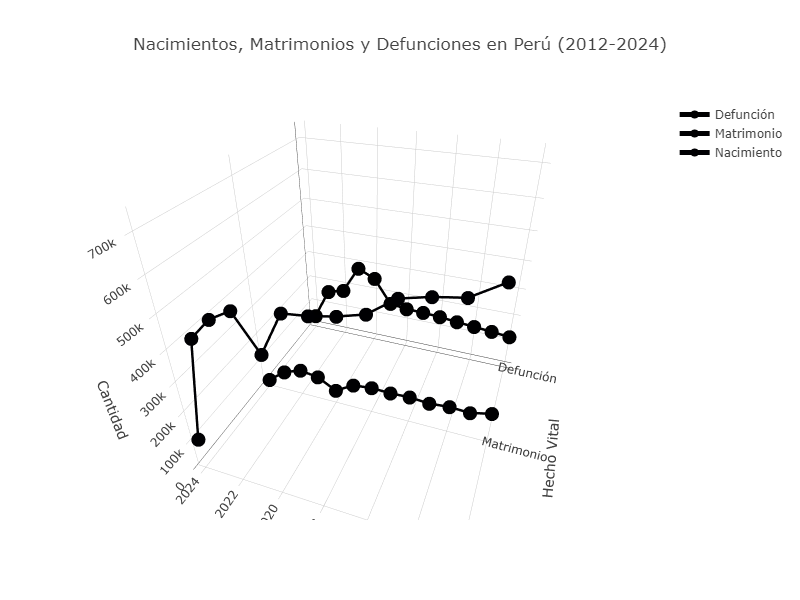 Nacimientos, Matrimonios y Defunciones en Perú (2012-2024)
Defunción
Matrimonio
Nacimiento
700k
600k
500k
400k
300k
200k
100k
0
Cantidad
2024
2022
2020
Defunción
Matrimonio
Hecho Vital